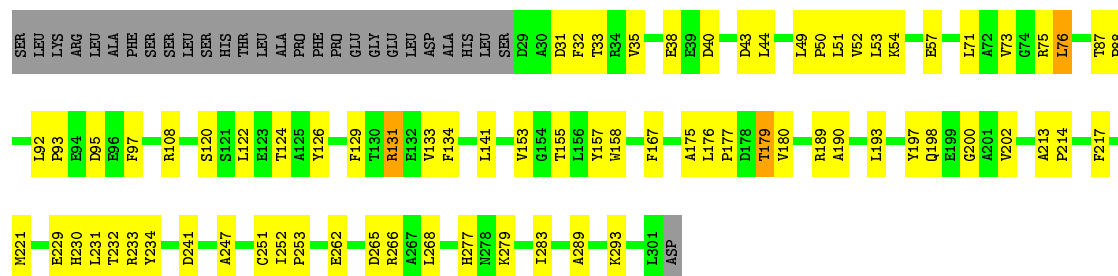 SER LEU LYS ARG LEU ALA PHE SER SER LEU SER HIS THR LEU ALA PRO PHE PRO GLU GLY GLU LEU ASP ALA HIS LEU SER D29 A30 D31 F32 T33 R34 V35 E38 E39 D40 D43 L44 L49 P50 L51 V52 L53 K54 E57 L71 A72 V73 G74 R75 L76 T87 P88
L92 P93 E94 D95 E96 F97 R108 S120 S121 L122 E123 T124 A125 Y126 F129 T130 R131 E132 V133 F134 L141 V153 G154 T155 L156 Y157 W158 F167 A175 L176 P177 D178 T179 V180 R189 A190 L193 Y197 Q198 E199 G200 A201 V202 A213 P214 F217
M221 E229 H230 L231 T232 R233 Y234 D241 A247 C251 I252 P253 E262 D265 R266 A267 L268 H277 N278 K279 I283 A289 K293 L301 ASP